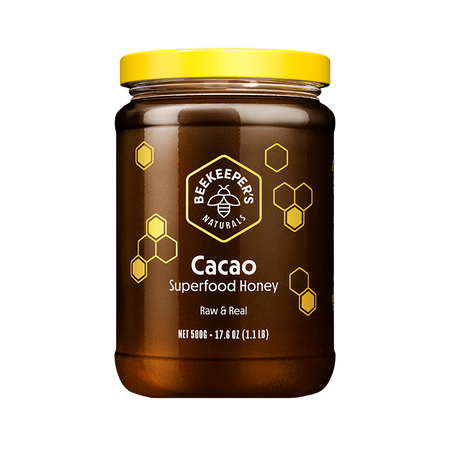 BEEKEEPER'S
NATURALS
Cacao
Superfood Honey
Raw & Real
NET 500G • 17.6 OZ (1.1 LB)